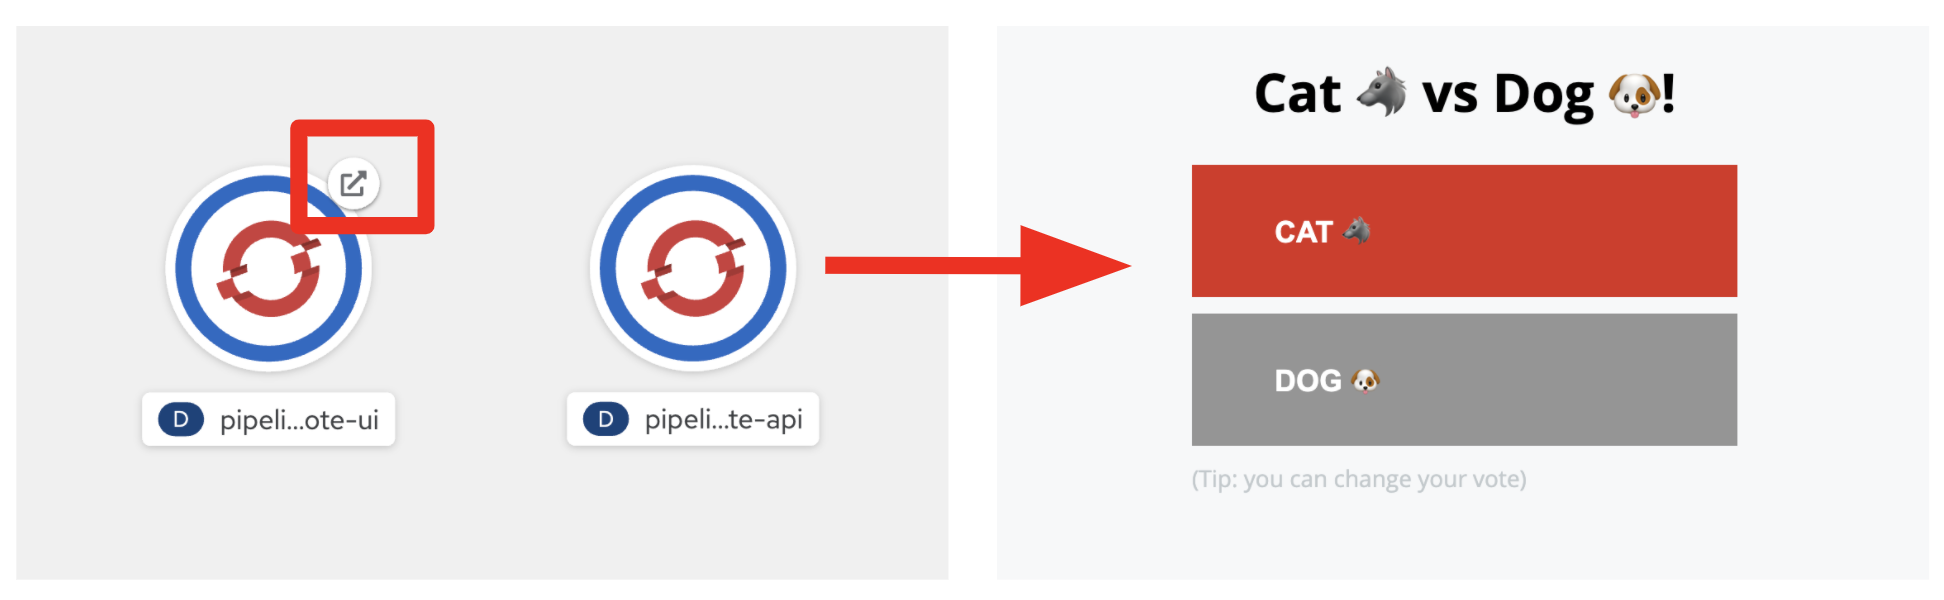 D pipeli...ote-ui
D pipeli...te-api
Cat 🐺 vs Dog 🐶!
CAT 🐺
DOG 🐶
(Tip: you can change your vote)